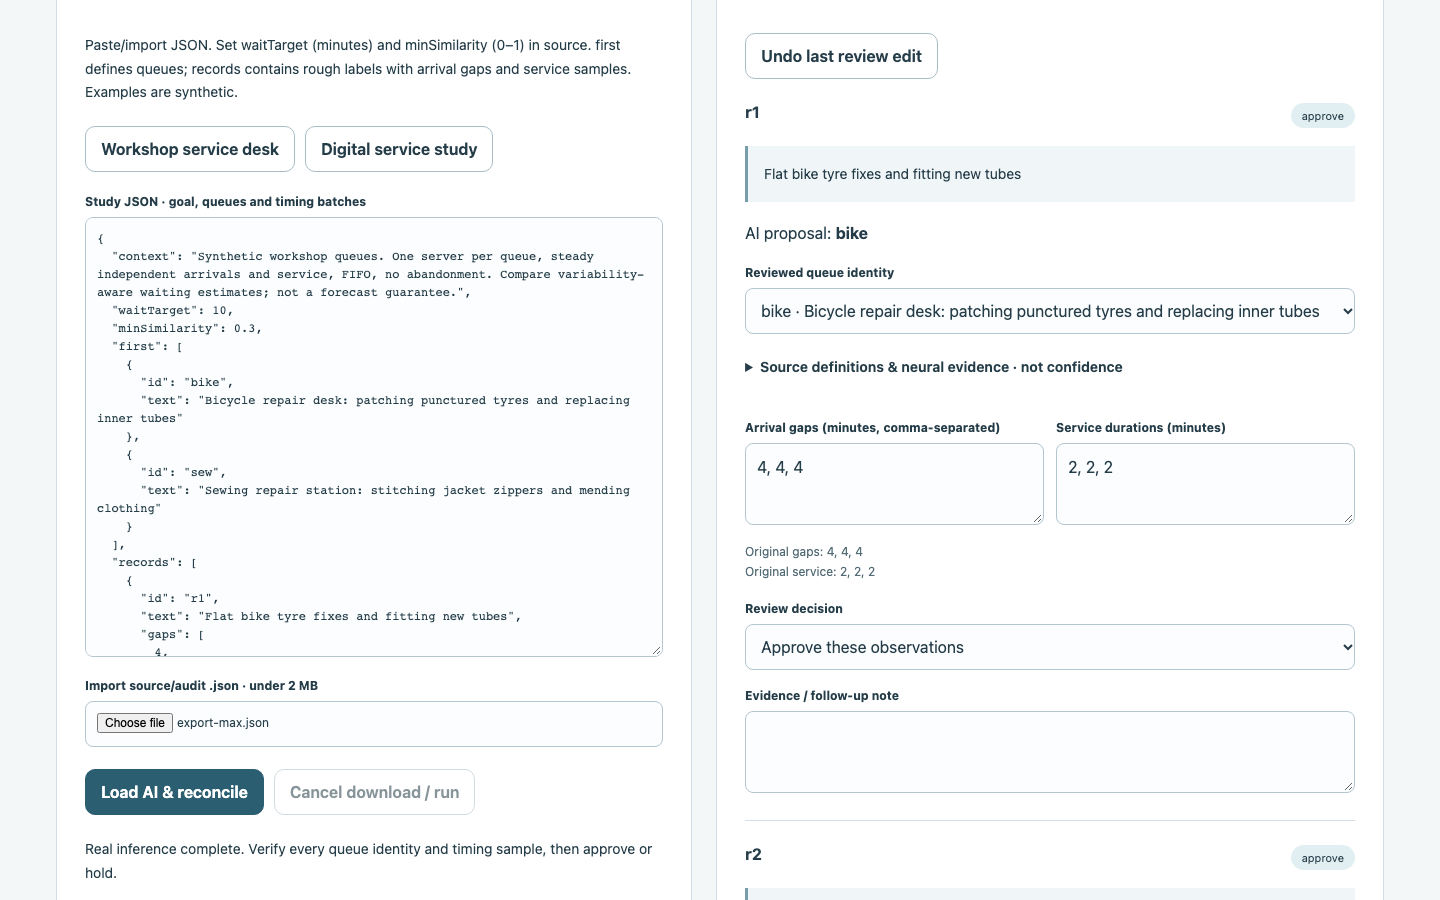 Paste/import JSON. Set waitTarget (minutes) and minSimilarity (0–1) in source. first
defines queues; records contains rough labels with arrival gaps and service samples.
Examples are synthetic.
Workshop service desk
Digital service study
Study JSON · goal, queues and timing batches
{
"context": "Synthetic workshop queues. One server per queue, steady
independent arrivals and service, FIFO, no abandonment. Compare variability-
aware waiting estimates; not a forecast guarantee.",
"waitTarget": 10,
"minSimilarity": 0.3,
"first": [
{
"id": "bike",
"text": "Bicycle repair desk: patching punctured tyres and replacing
inner tubes"
},
{
"id": "sew",
"text": "Sewing repair station: stitching jacket zippers and mending
clothing"
}
],
"records": [
{
"id": "r1",
"text": "Flat bike tyre fixes and fitting new tubes",
"gaps": [
4,
Import source/audit .json · under 2 MB
Choose file export-max.json
Load AI & reconcile
Cancel download / run
Real inference complete. Verify every queue identity and timing sample, then approve or
hold.
Undo last review edit
r1
approve
Flat bike tyre fixes and fitting new tubes
AI proposal: bike
Reviewed queue identity
bike · Bicycle repair desk: patching punctured tyres and replacing inner tubes
Source definitions & neural evidence · not confidence
Arrival gaps (minutes, comma-separated)
4, 4, 4
Service durations (minutes)
2, 2, 2
Original gaps: 4, 4, 4
Original service: 2, 2, 2
Review decision
Approve these observations
Evidence / follow-up note
r2
approve